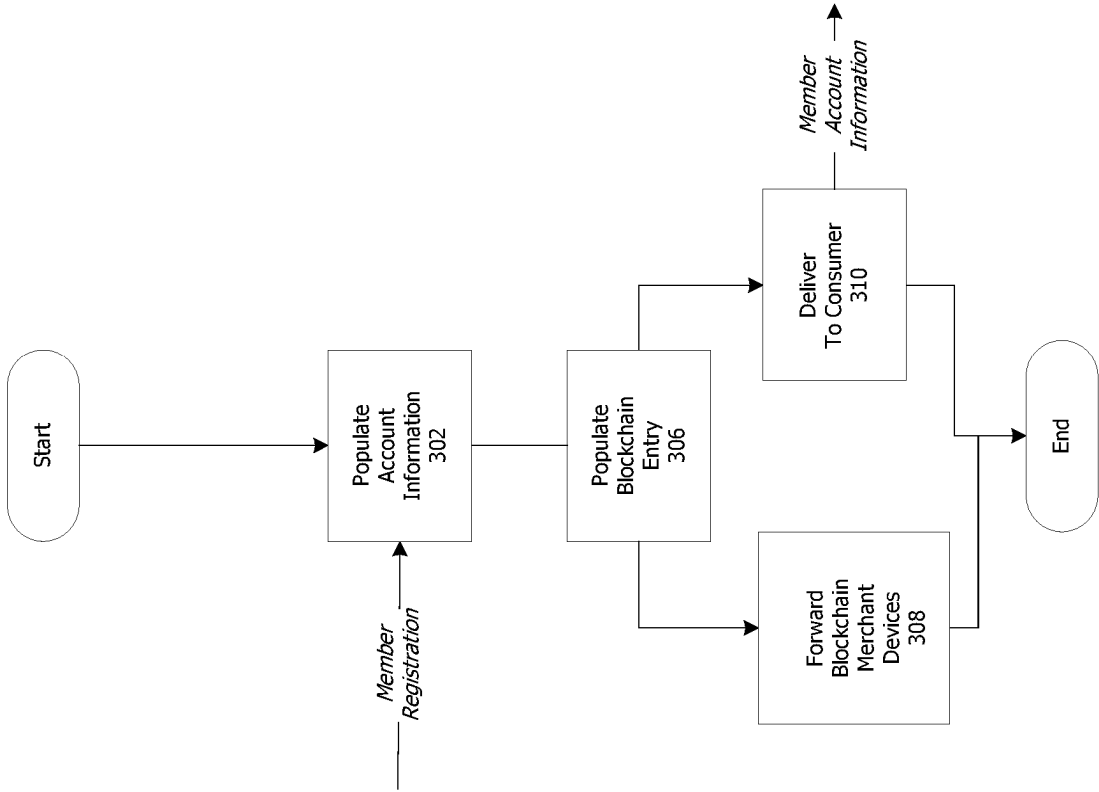 Start
Member
Registration
Populate
Account
Information
302
Populate
Blockchain
Entry
306
Forward
Blockchain
Merchant
Devices
308
Deliver
To Consumer
310
Member
Account
Information
End